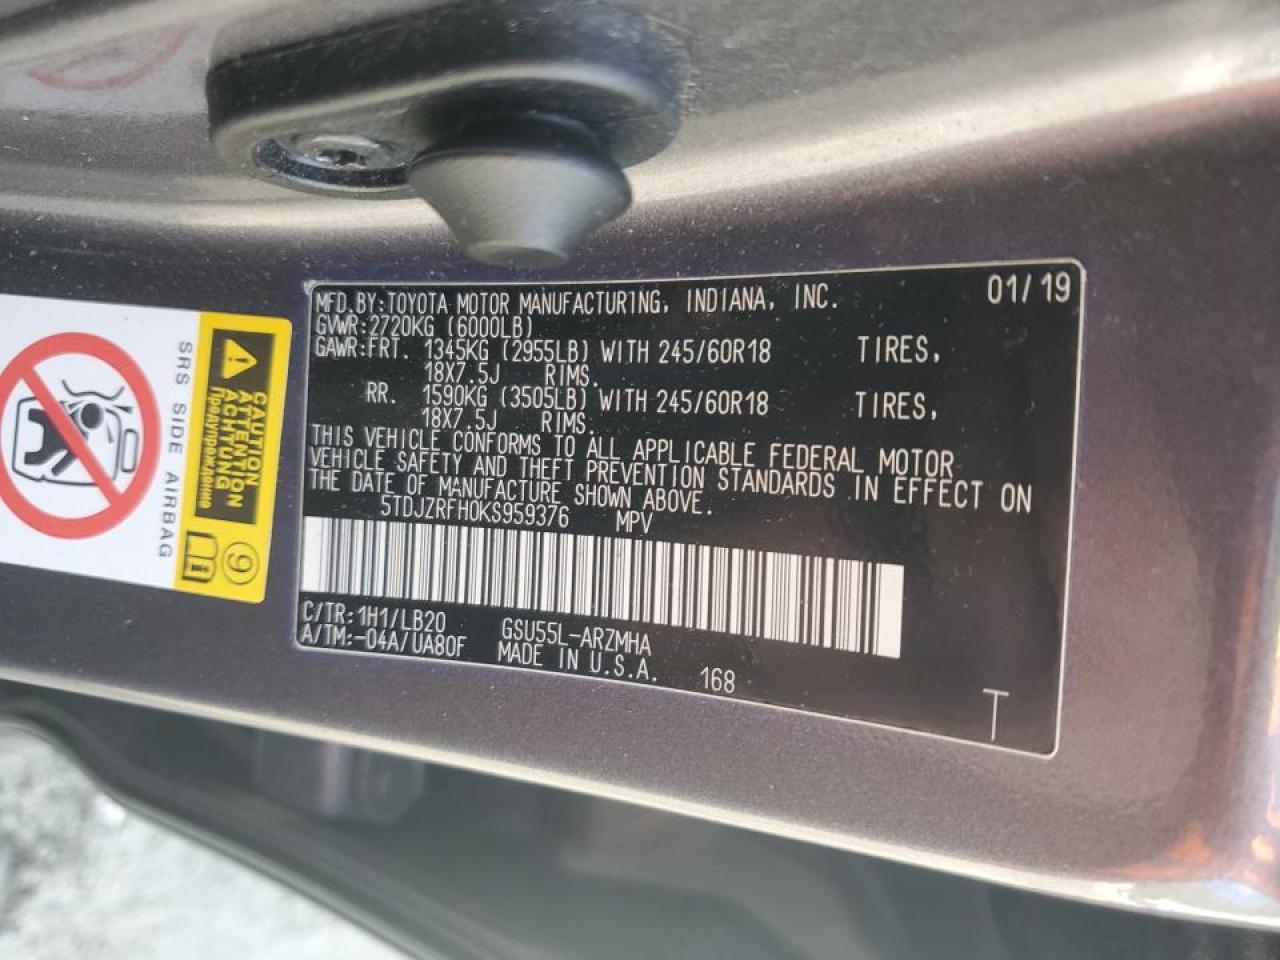 MFD.BY:TOYOTA MOTOR MANUFACTURING, INDIANA, INC. 01/19
GVWR:2720KG (6000LB)
GAWR:FRT. 1345KG (2955LB) WITH 245/60R18 TIRES,
18X7.5J RIMS.
RR. 1590KG (3505LB) WITH 245/60R18 TIRES,
18X7.5J RIMS.
THIS VEHICLE CONFORMS TO ALL APPLICABLE FEDERAL MOTOR
VEHICLE SAFETY AND THEFT PREVENTION STANDARDS IN EFFECT ON
THE DATE OF MANUFACTURE SHOWN ABOVE.
5TDJZRFH0KS959376 MPV
C/TR:1H1/LB20 GSU55L-ARZMHA
A/TM:-04A/UA80F MADE IN U.S.A. 168
T
CAUTION
ATTENTION
ACHTUNG
Предупреждение
9
SRS SIDE AIRBAG